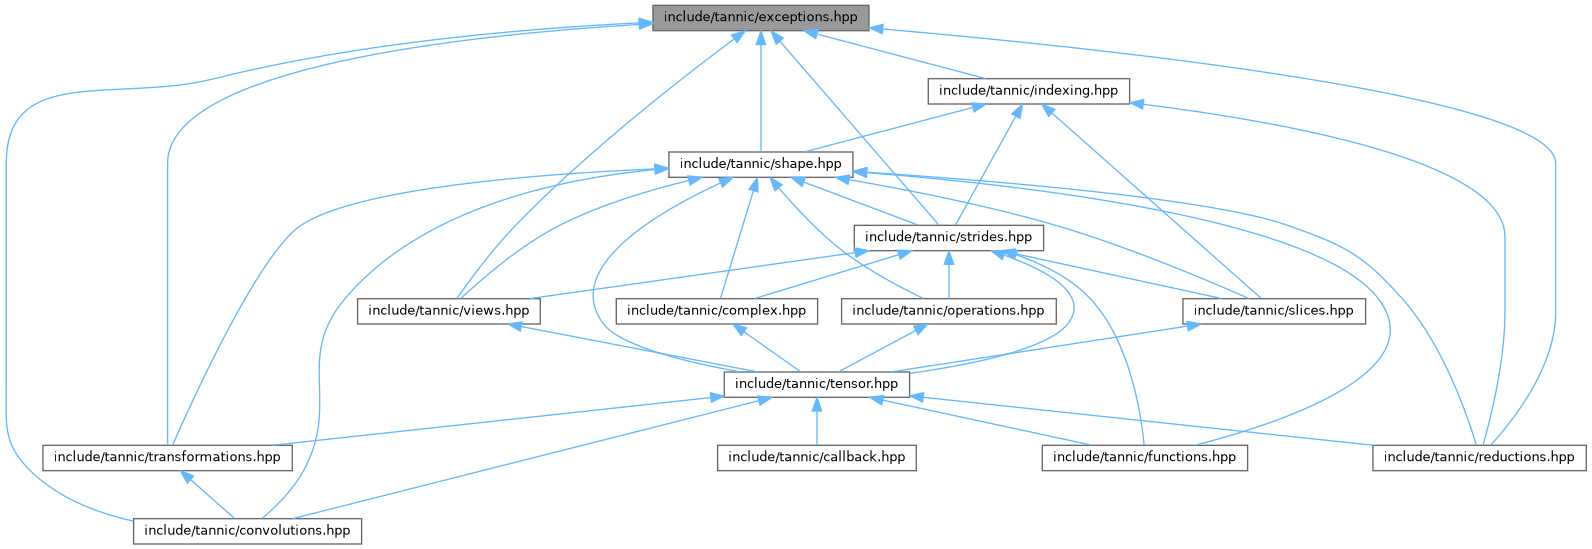 include/tannic/exceptions.hpp
include/tannic/indexing.hpp
include/tannic/shape.hpp
include/tannic/strides.hpp
include/tannic/views.hpp
include/tannic/complex.hpp
include/tannic/operations.hpp
include/tannic/slices.hpp
include/tannic/tensor.hpp
include/tannic/transformations.hpp
include/tannic/callback.hpp
include/tannic/functions.hpp
include/tannic/reductions.hpp
include/tannic/convolutions.hpp